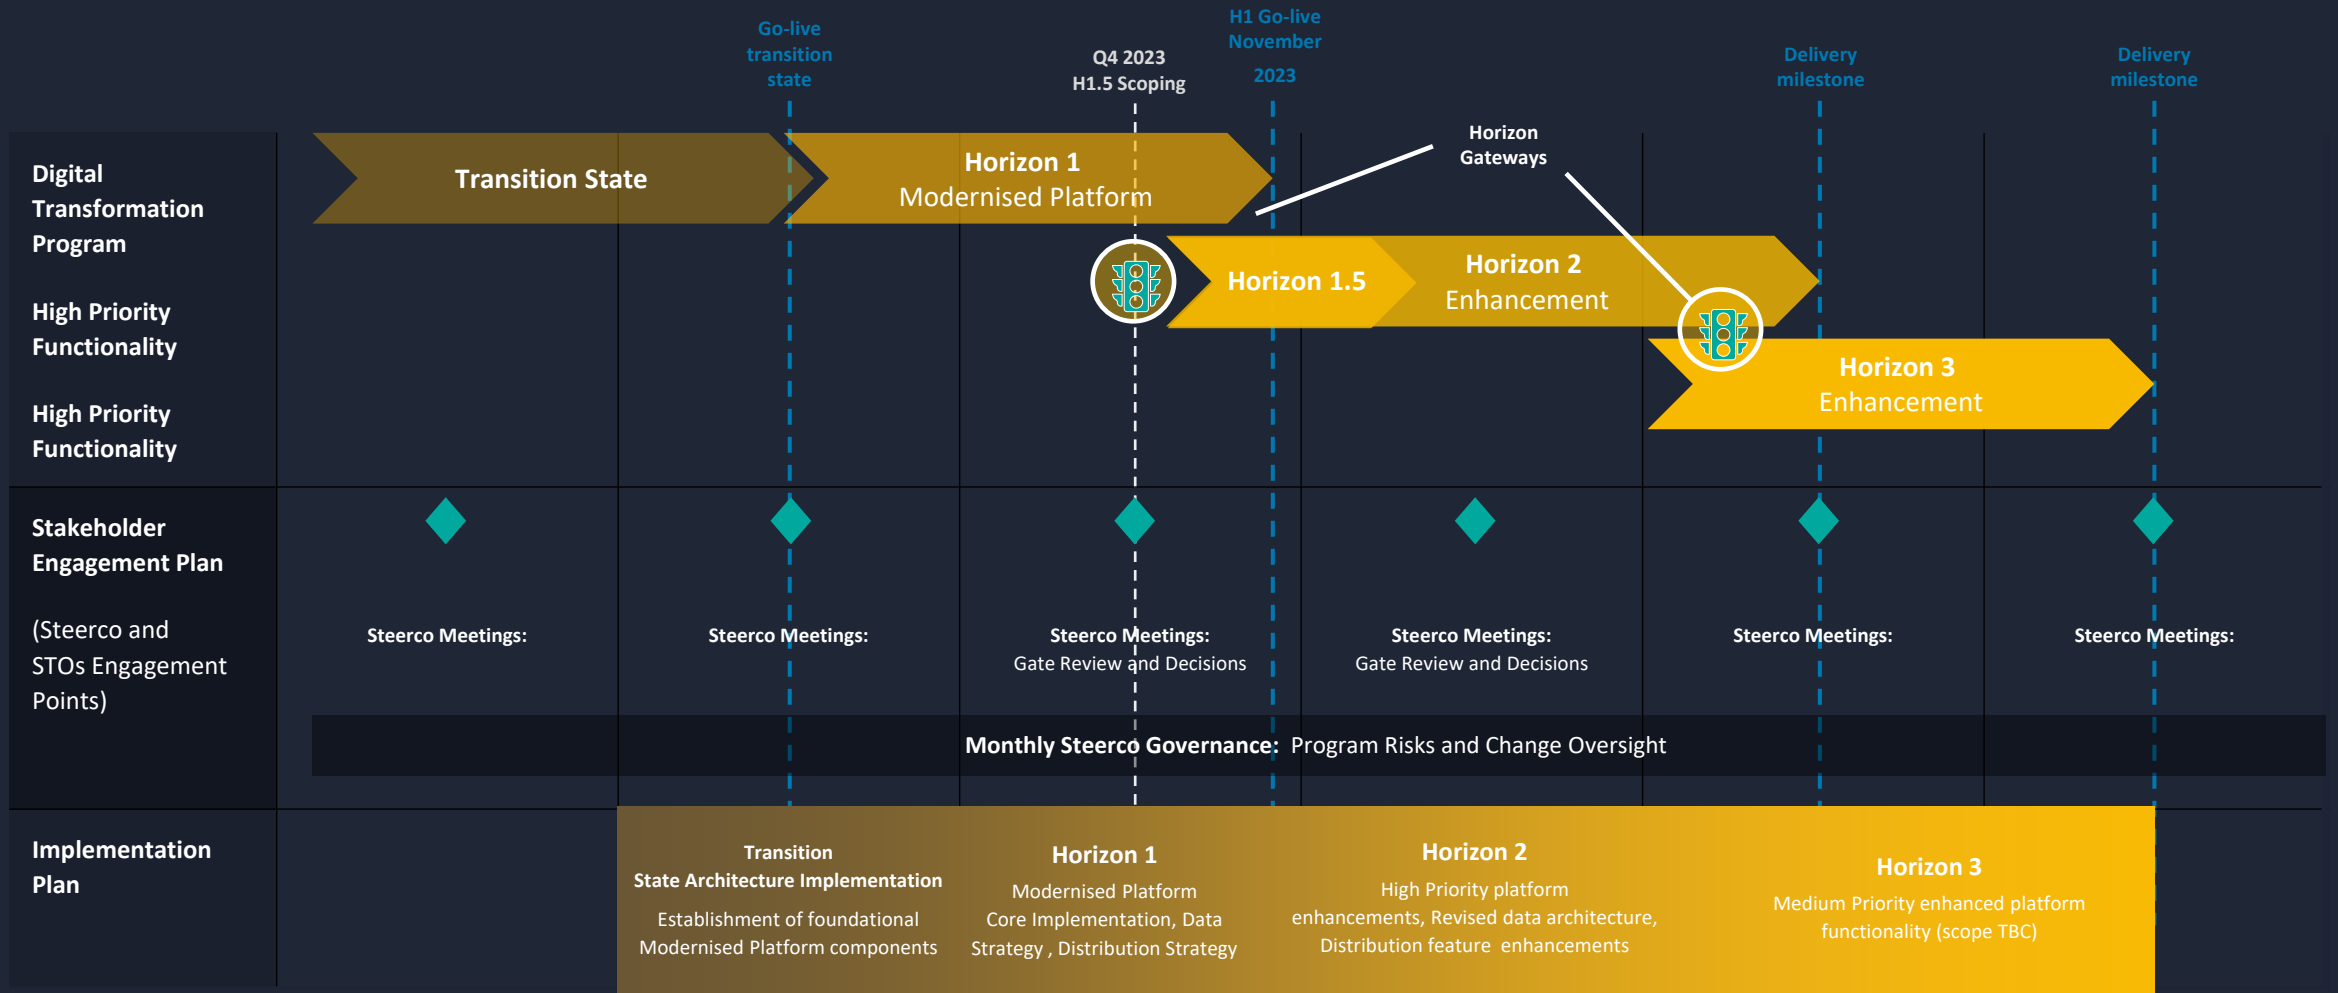 Go-live
transition
state
Q4 2023
H1.5 Scoping
H1 Go-live
November
2023
Delivery
milestone
Delivery
milestone
Digital
Transformation
Program
High Priority
Functionality
High Priority
Functionality
Transition State
Horizon 1
Modernised Platform
Horizon
Gateways
Horizon 1.5
Horizon 2
Enhancement
Horizon 3
Enhancement
Stakeholder
Engagement Plan
(Steerco and
STOs Engagement
Points)
Steerco Meetings:
Steerco Meetings:
Steerco Meetings:
Gate Review and Decisions
Steerco Meetings:
Gate Review and Decisions
Steerco Meetings:
Steerco Meetings:
Monthly Steerco Governance: Program Risks and Change Oversight
Implementation
Plan
Transition
State Architecture Implementation
Establishment of foundational
Modernised Platform components
Horizon 1
Modernised Platform
Core Implementation, Data
Strategy , Distribution Strategy
Horizon 2
High Priority platform
enhancements, Revised data architecture,
Distribution feature enhancements
Horizon 3
Medium Priority enhanced platform
functionality (scope TBC)